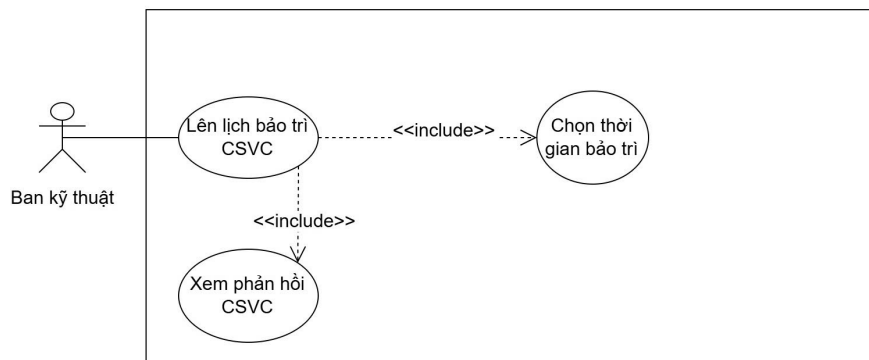 Ban kỹ thuật
Lên lịch bảo trì
CSVC
<<include>>
Chọn thời
gian bảo trì
<<include>>
Xem phản hồi
CSVC